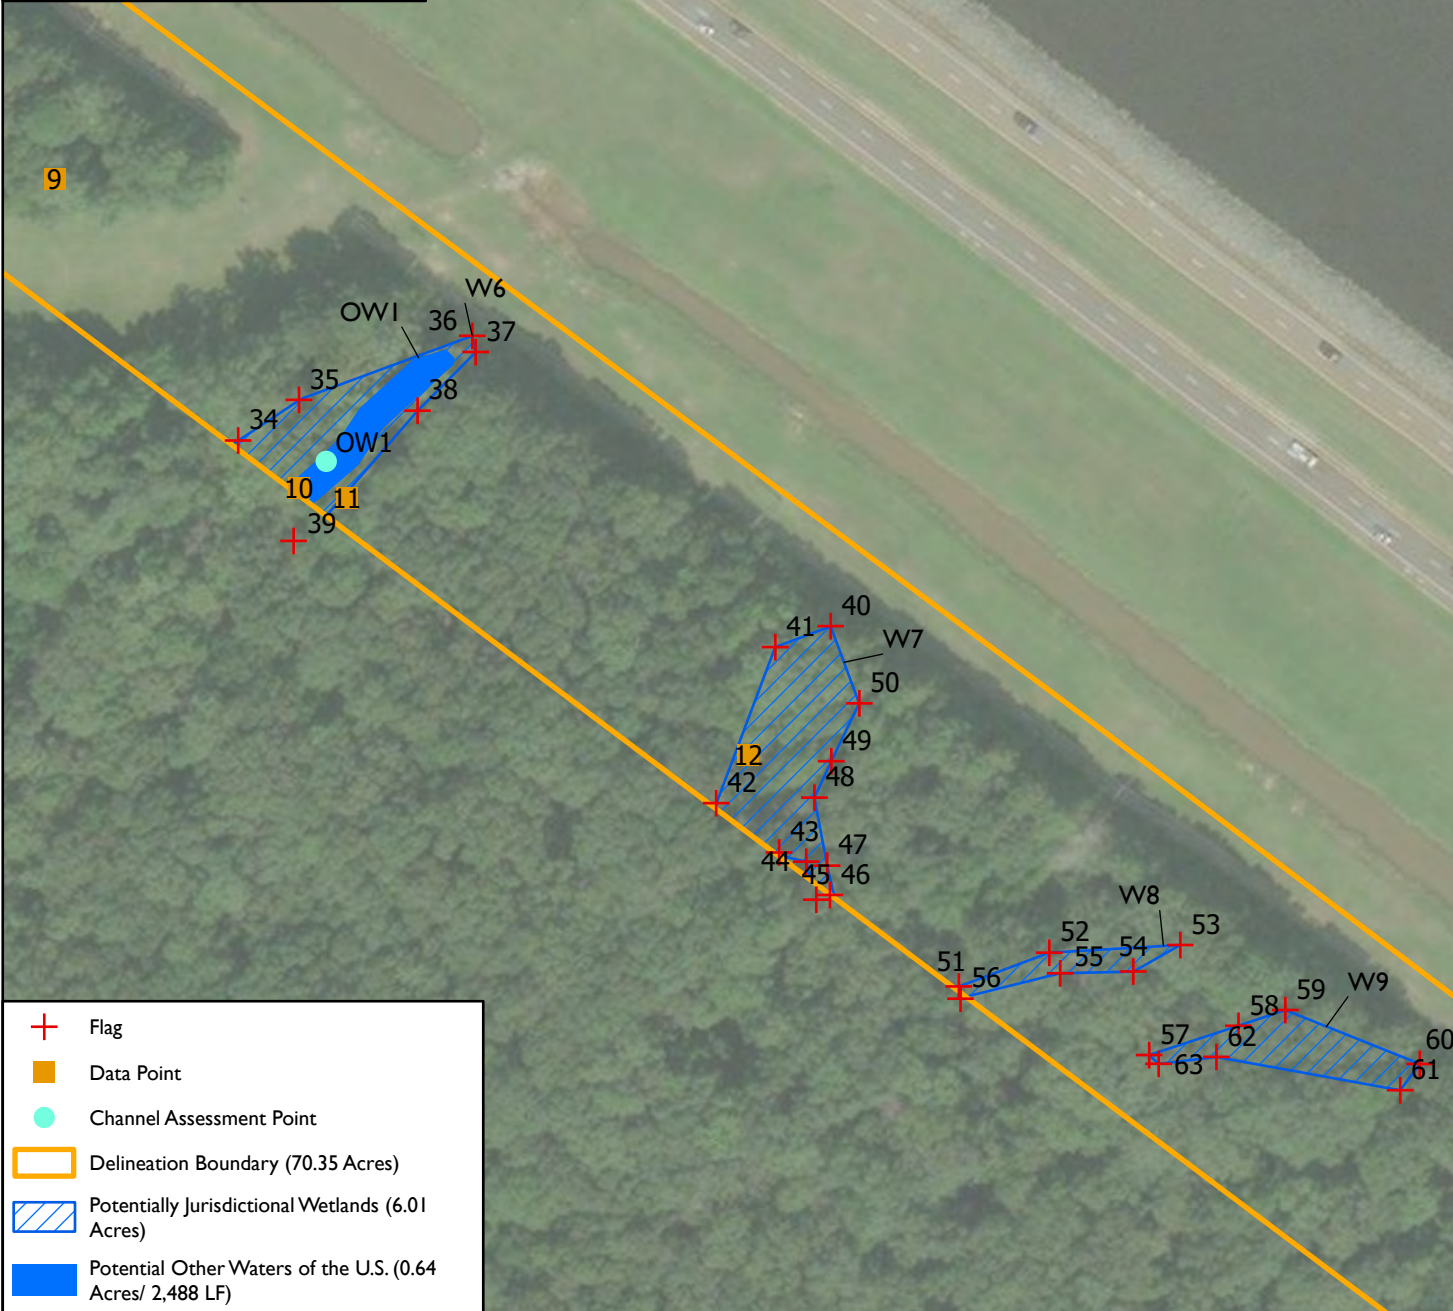 9
W6
OW1
36
37
35
38
34
OW1
10
11
39
40
41
W7
50
49
12
48
42
43
47
44
45
46
W8
53
52
54
55
51
56
W9
59
58
60
62
57
63
61
Flag
Data Point
Channel Assessment Point
Delineation Boundary (70.35 Acres)
Potentially Jurisdictional Wetlands (6.01
Acres)
Potential Other Waters of the U.S. (0.64
Acres/ 2,488 LF)